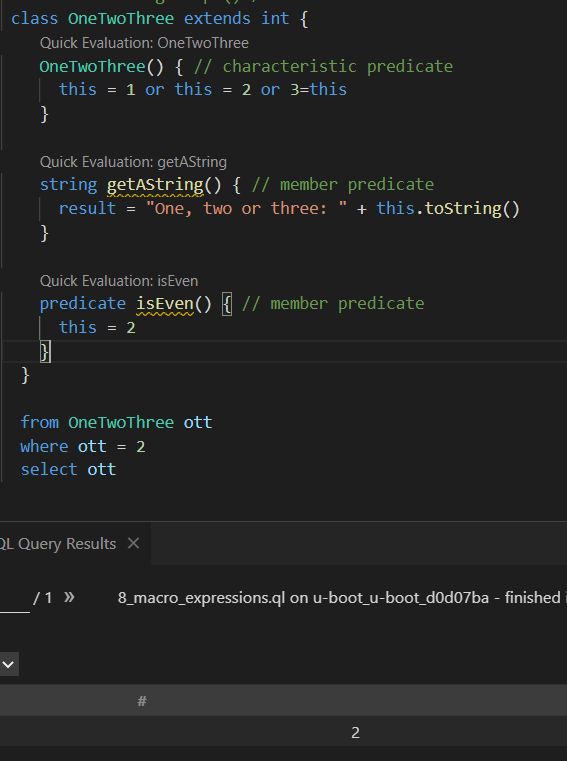 class OneTwoThree extends int {
Quick Evaluation: OneTwoThree
OneTwoThree() { // characteristic predicate
this = 1 or this = 2 or 3=this
}
Quick Evaluation: getAString
string getAString() { // member predicate
result = "One, two or three: " + this.toString()
}
Quick Evaluation: isEven
predicate isEven() { // member predicate
this = 2
}
}
from OneTwoThree ott
where ott = 2
select ott
QL Query Results
/ 1 »
8_macro_expressions.ql on u-boot_u-boot_d0d07ba - finished
#
2